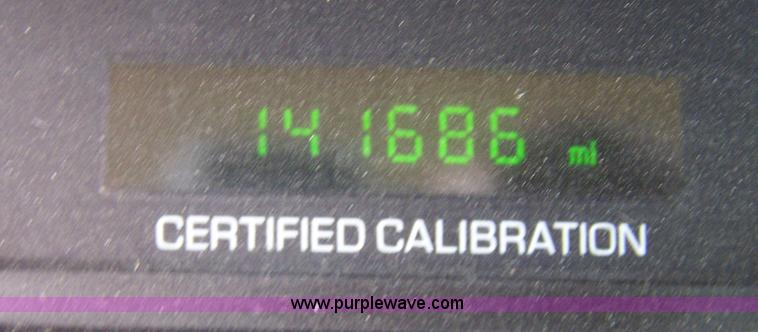 141686 mi
CERTIFIED CALIBRATION
www.purplewave.com